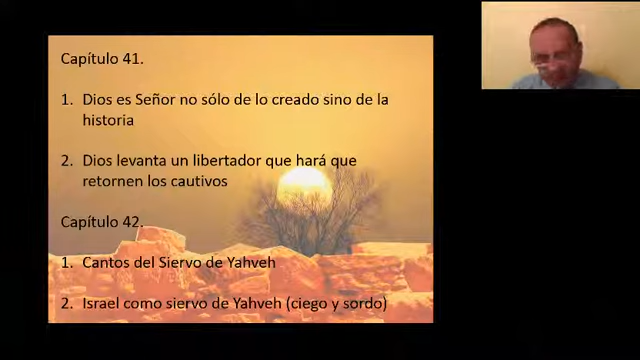 Capítulo 41.
1. Dios es Señor no sólo de lo creado sino de la
historia
2. Dios levanta un libertador que hará que
retornen los cautivos
Capítulo 42.
1. Cantos del Siervo de Yahveh
2. Israel como siervo de Yahveh (ciego y sordo)